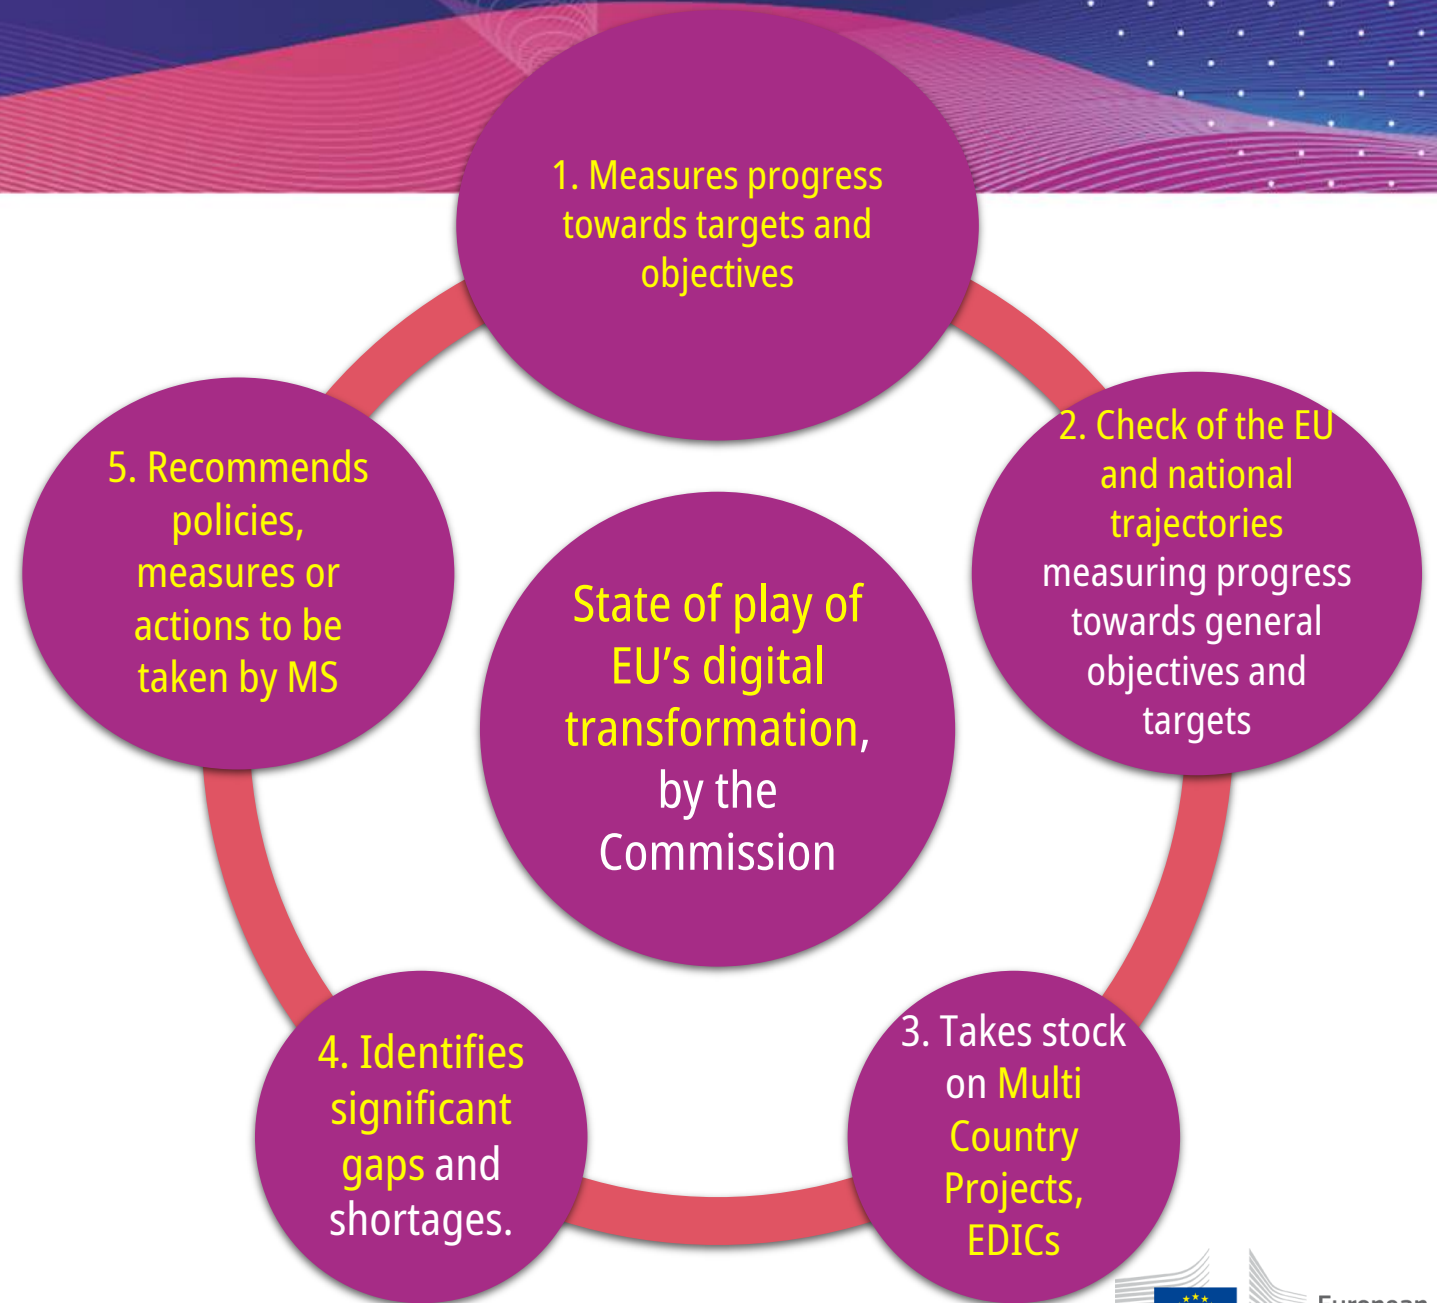 1. Measures progress
towards targets and
objectives
2. Check of the EU
and national
trajectories
measuring progress
towards general
objectives and
targets
3. Takes stock
on Multi
Country
Projects,
EDICs
4. Identifies
significant
gaps and
shortages.
5. Recommends
policies,
measures or
actions to be
taken by MS
State of play of
EU’s digital
transformation,
by the
Commission